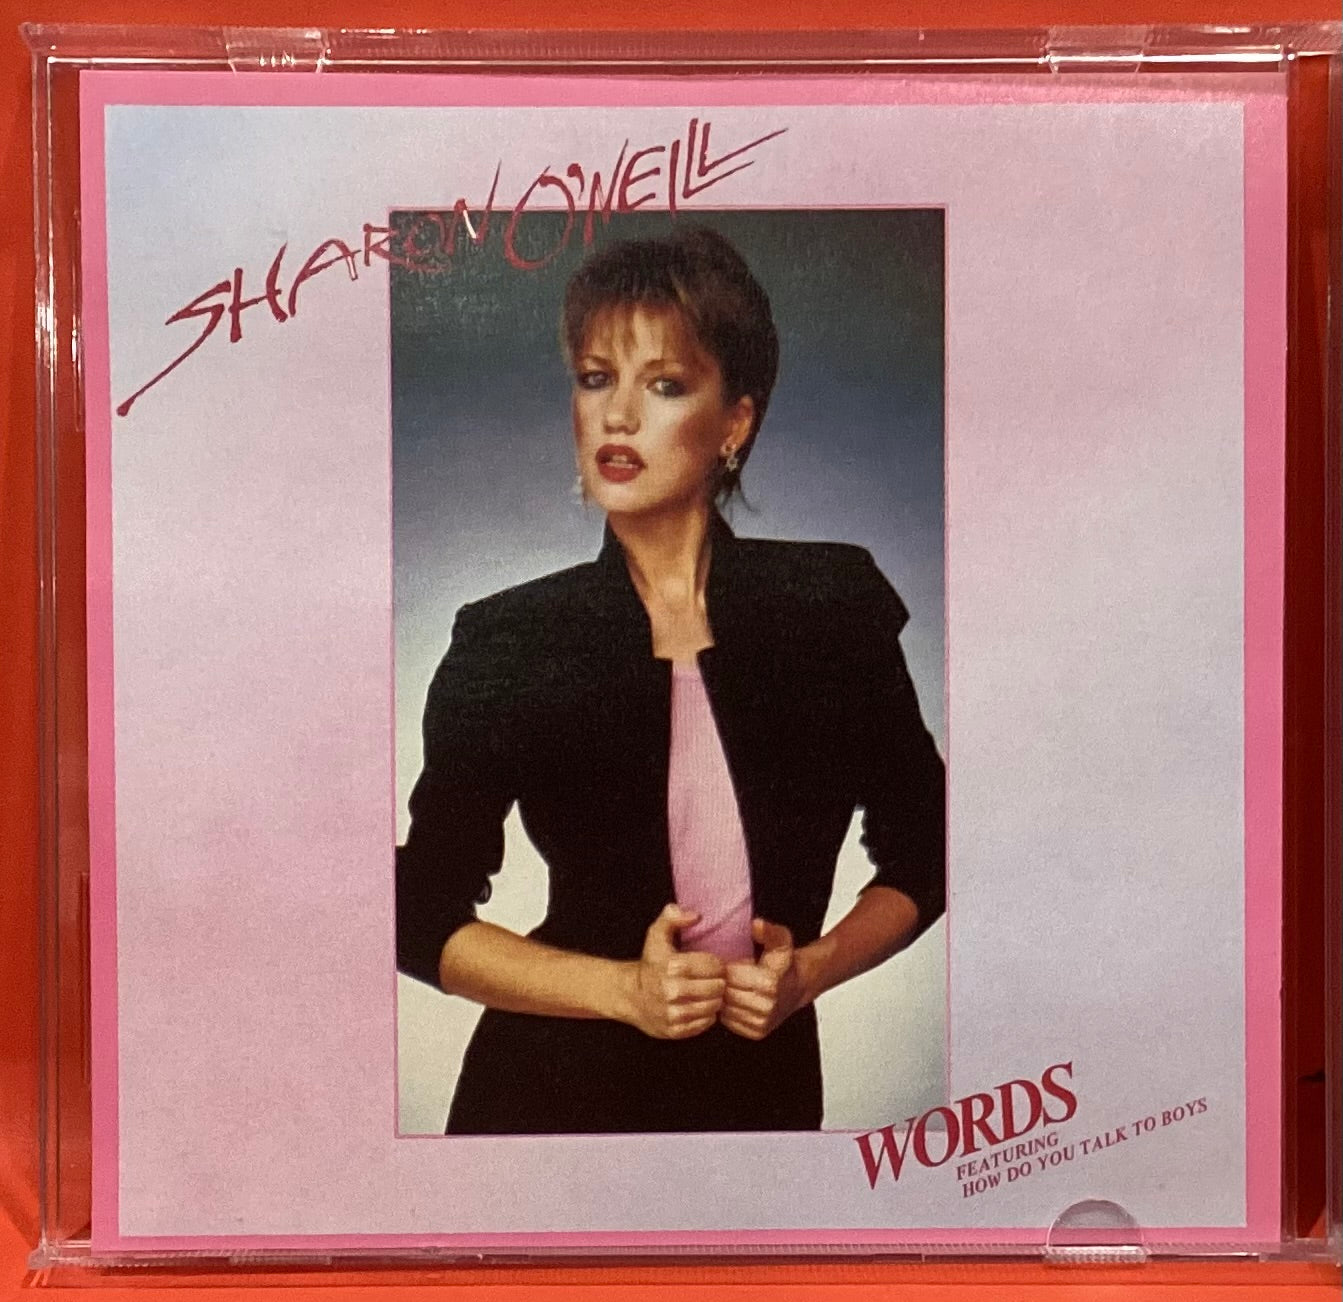 SHARON O'NEILL
WORDS
FEATURING
HOW DO YOU TALK TO BOYS